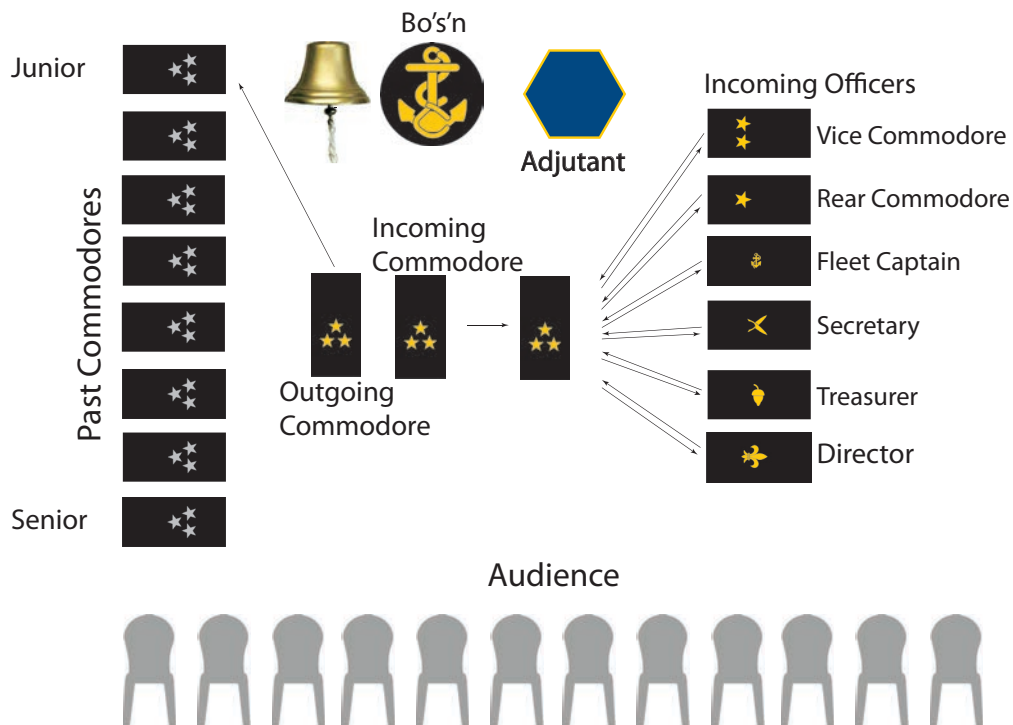 Bo's'n
Junior
Adjutant
Incoming Officers
Vice Commodore
Rear Commodore
Fleet Captain
Secretary
Treasurer
Director
Past Commodores
Incoming
Commodore
Outgoing
Commodore
Senior
Audience